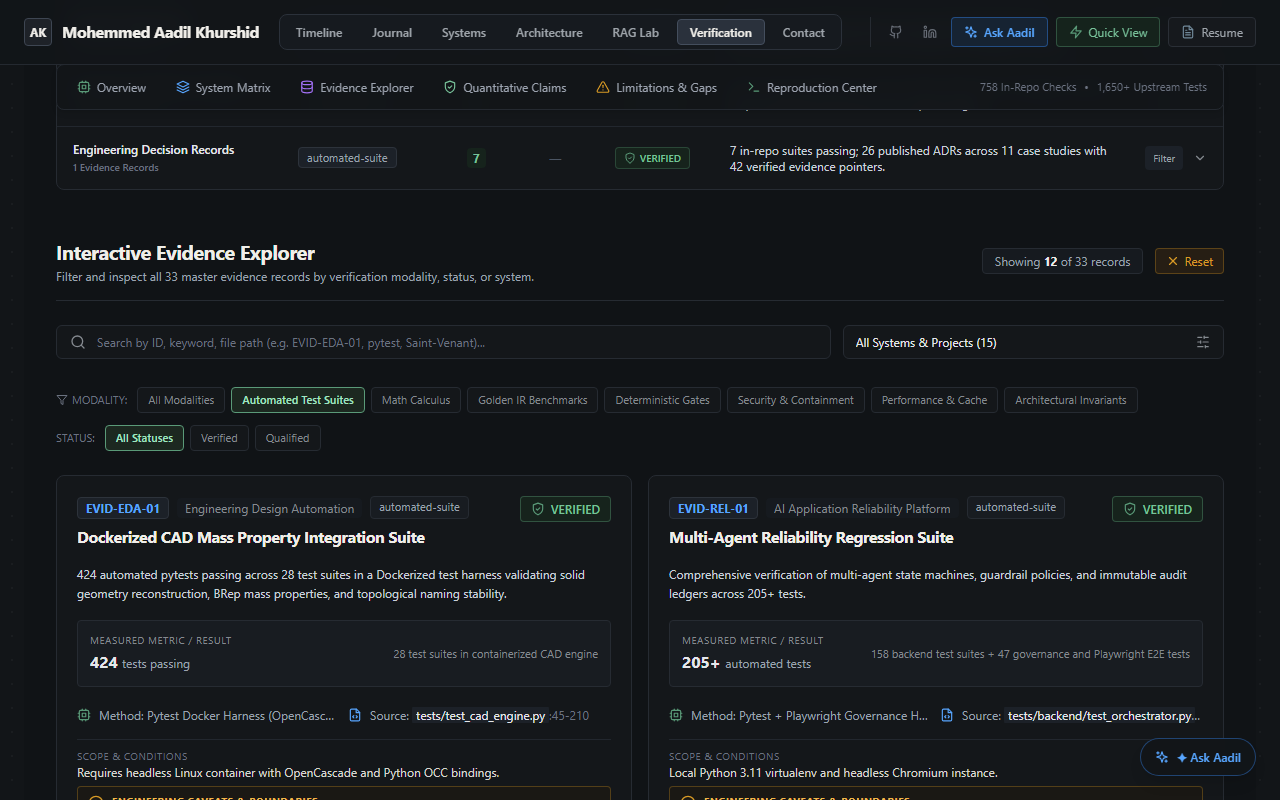 AK Mohemmed Aadil Khurshid Timeline Journal Systems Architecture RAG Lab Verification Contact Ask Aadil Quick View Resume
Overview System Matrix Evidence Explorer Quantitative Claims Limitations & Gaps Reproduction Center 758 In-Repo Checks • 1,650+ Upstream Tests
Engineering Decision Records
1 Evidence Records
automated-suite 7 — VERIFIED
7 in-repo suites passing; 26 published ADRs across 11 case studies with
42 verified evidence pointers.
Filter
Interactive Evidence Explorer
Filter and inspect all 33 master evidence records by verification modality, status, or system.
Showing 12 of 33 records Reset
Search by ID, keyword, file path (e.g. EVID-EDA-01, pytest, Saint-Venant)...
All Systems & Projects (15)
MODALITY: All Modalities Automated Test Suites Math Calculus Golden IR Benchmarks Deterministic Gates Security & Containment Performance & Cache Architectural Invariants
STATUS: All Statuses Verified Qualified
EVID-EDA-01 Engineering Design Automation automated-suite VERIFIED
Dockerized CAD Mass Property Integration Suite
424 automated pytests passing across 28 test suites in a Dockerized test harness validating solid
geometry reconstruction, BRep mass properties, and topological naming stability.
MEASURED METRIC / RESULT
424 tests passing
28 test suites in containerized CAD engine
Method: Pytest Docker Harness (OpenCasc... Source: tests/test_cad_engine.py:45-210
SCOPE & CONDITIONS
Requires headless Linux container with OpenCascade and Python OCC bindings.
ENGINEERING CAVEATS & BOUNDARIES
EVID-REL-01 AI Application Reliability Platform automated-suite VERIFIED
Multi-Agent Reliability Regression Suite
Comprehensive verification of multi-agent state machines, guardrail policies, and immutable audit
ledgers across 205+ tests.
MEASURED METRIC / RESULT
205+ automated tests
158 backend test suites + 47 governance and Playwright E2E tests
Method: Pytest + Playwright Governance H... Source: tests/backend/test_orchestrator.py...
SCOPE & CONDITIONS
Local Python 3.11 virtualenv and headless Chromium instance.
ENGINEERING CAVEATS & BOUNDARIES
✦ Ask Aadil